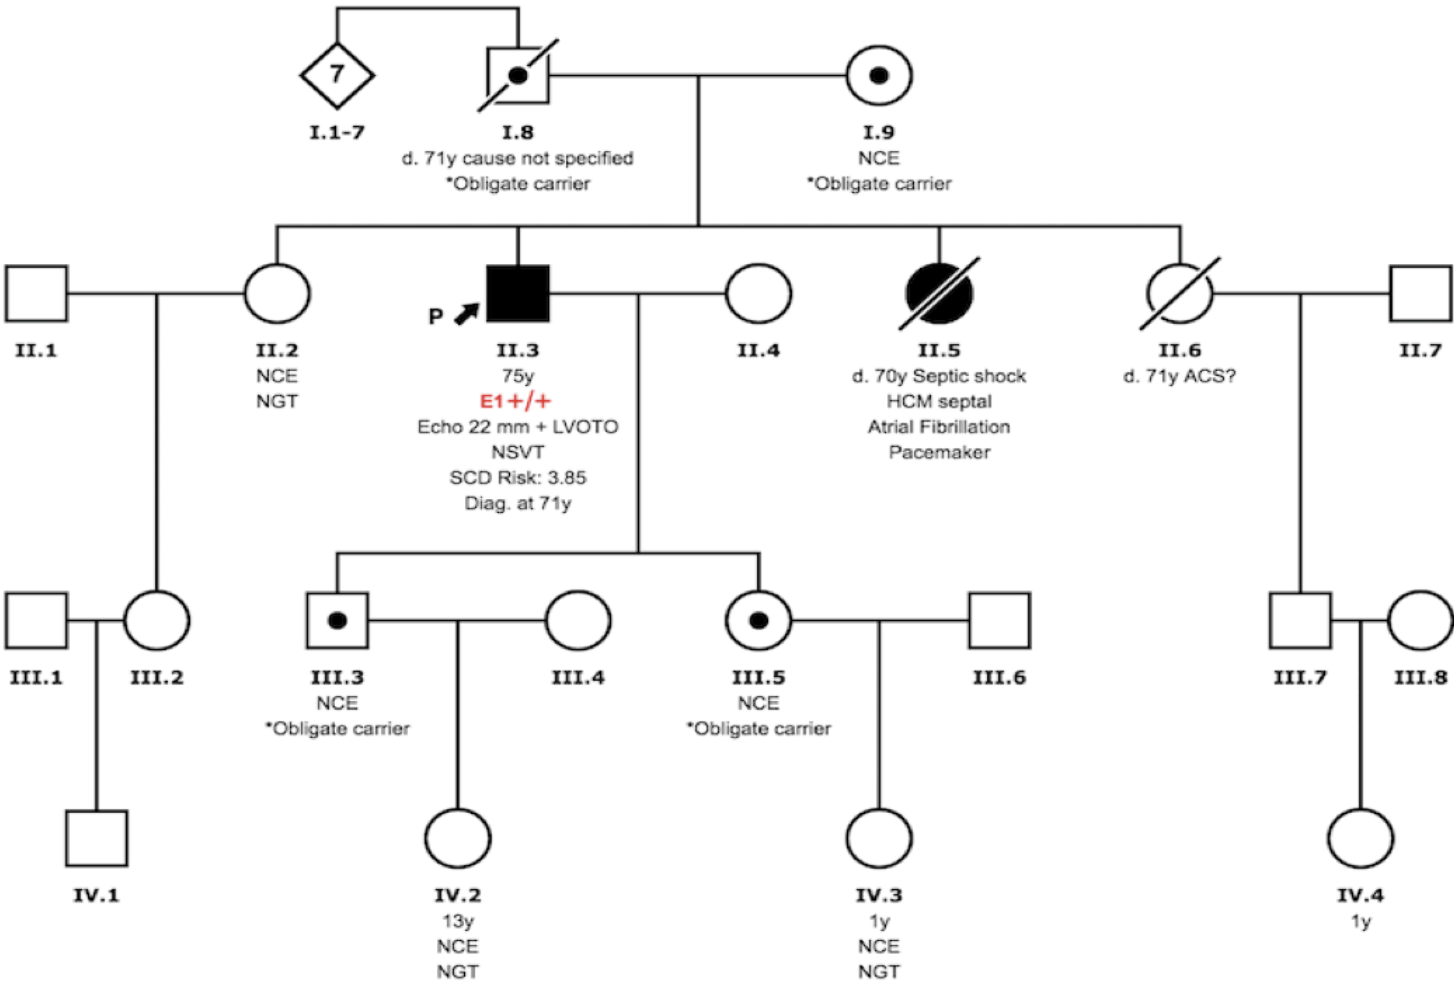 7
I.1-7
I.8
d. 71y cause not specified
*Obligate carrier
I.9
NCE
*Obligate carrier
II.1
II.2
NCE
NGT
P
II.3
75y
E1+/+
Echo 22 mm + LVOTO
NSVT
SCD Risk: 3.85
Diag. at 71y
II.4
II.5
d. 70y Septic shock
HCM septal
Atrial Fibrillation
Pacemaker
II.6
d. 71y ACS?
II.7
III.1
III.2
III.3
NCE
*Obligate carrier
III.4
III.5
NCE
*Obligate carrier
III.6
III.7
III.8
IV.1
IV.2
13y
NCE
NGT
IV.3
1y
NCE
NGT
IV.4
1y